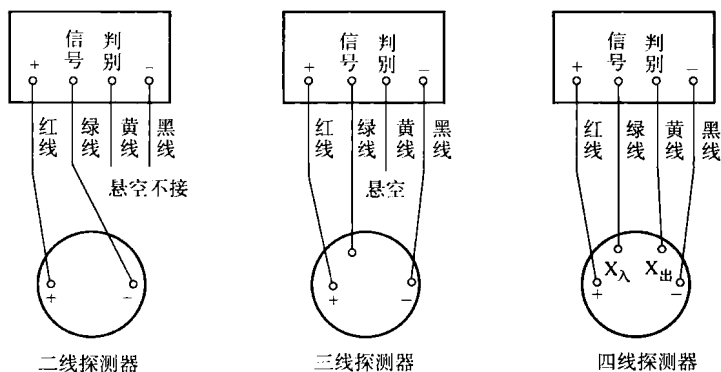 + 信号 判别 −
红线 绿线 黄线 黑线
悬空不接
+ −
二线探测器
+ 信号 判别 −
红线 绿线 黄线 黑线
悬空
+ −
三线探测器
+ 信号 判别 −
红线 绿线 黄线 黑线
X入 X出
+ −
四线探测器